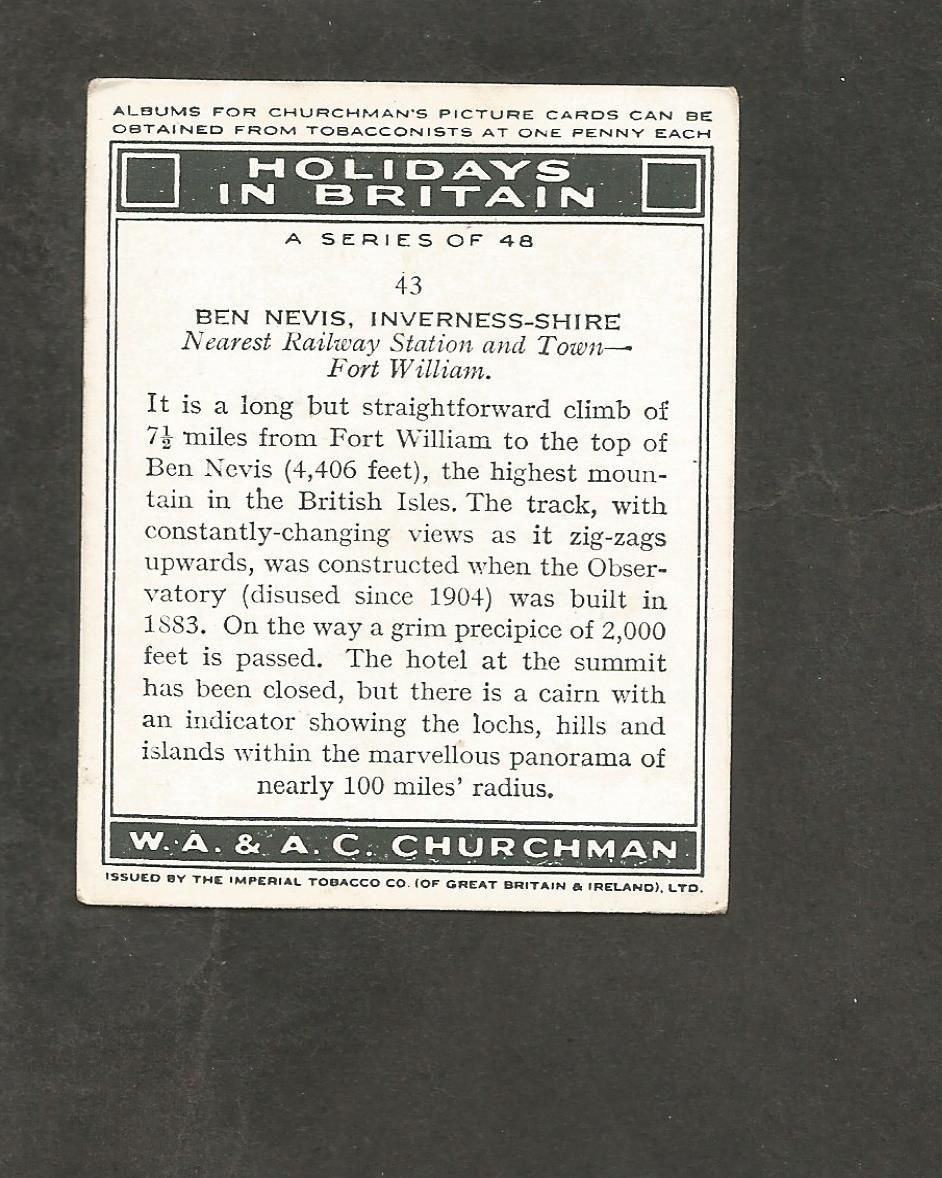 ALBUMS FOR CHURCHMAN'S PICTURE CARDS CAN BE
OBTAINED FROM TOBACCONISTS AT ONE PENNY EACH
HOLIDAYS
IN BRITAIN
A SERIES OF 48
43
BEN NEVIS, INVERNESS-SHIRE
Nearest Railway Station and Town—
Fort William.
It is a long but straightforward climb of
7½ miles from Fort William to the top of
Ben Nevis (4,406 feet), the highest moun-
tain in the British Isles. The track, with
constantly-changing views as it zig-zags
upwards, was constructed when the Obser-
vatory (disused since 1904) was built in
1883. On the way a grim precipice of 2,000
feet is passed. The hotel at the summit
has been closed, but there is a cairn with
an indicator showing the lochs, hills and
islands within the marvellous panorama of
nearly 100 miles' radius.
W. A. & A. C. CHURCHMAN
ISSUED BY THE IMPERIAL TOBACCO CO. (OF GREAT BRITAIN & IRELAND), LTD.